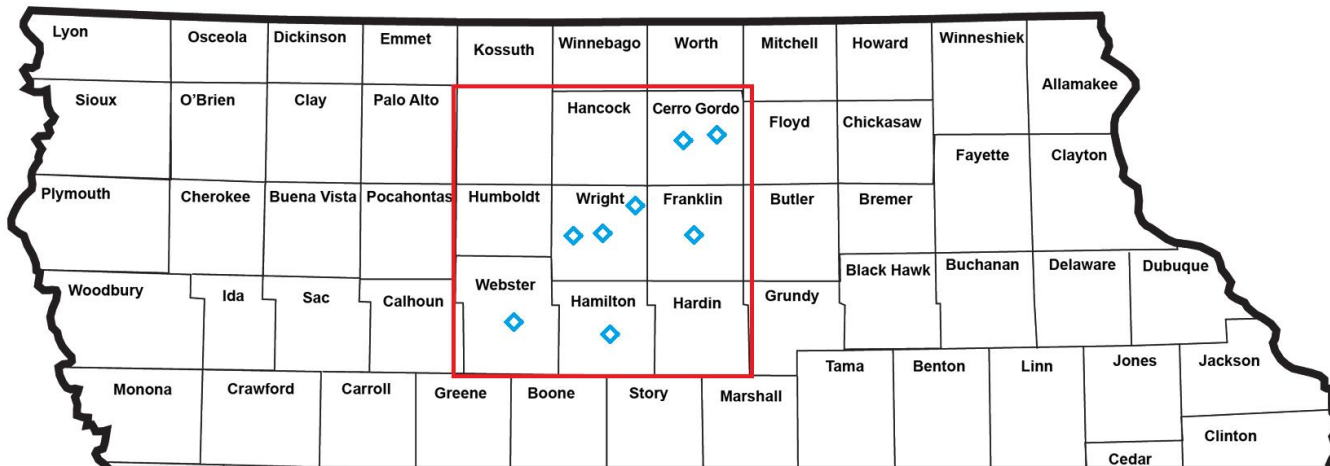 Lyon
Osceola
Dickinson
Emmet
Kossuth
Winnebago
Worth
Mitchell
Howard
Winneshiek
Allamakee
Sioux
O'Brien
Clay
Palo Alto
Hancock
Cerro Gordo
Floyd
Chickasaw
Fayette
Clayton
Plymouth
Cherokee
Buena Vista
Pocahontas
Humboldt
Wright
Franklin
Butler
Bremer
Woodbury
Ida
Sac
Calhoun
Webster
Hamilton
Hardin
Grundy
Black Hawk
Buchanan
Delaware
Dubuque
Monona
Crawford
Carroll
Greene
Boone
Story
Marshall
Tama
Benton
Linn
Jones
Jackson
Clinton
Cedar